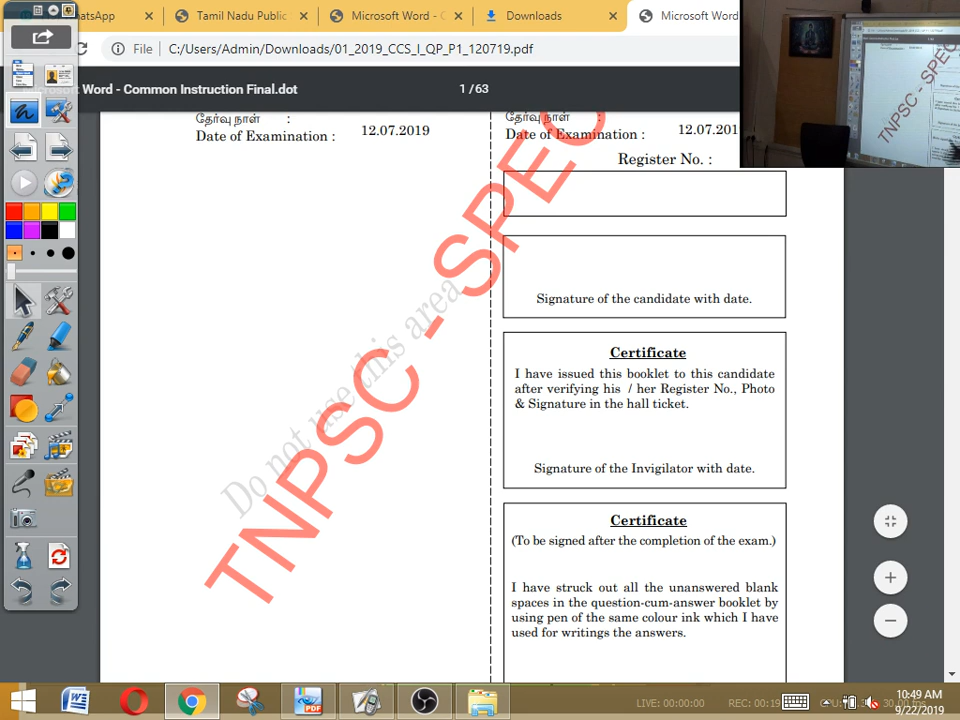 WhatsApp
Tamil Nadu Public
Microsoft Word - C
Downloads
Microsoft Word
File
C:/Users/Admin/Downloads/01_2019_CCS_I_QP_P1_120719.pdf
Word - Common Instruction Final.dot
1 / 63
தேர்வு நாள் :
Date of Examination :
12.07.2019
தேர்வு நாள் :
Date of Examination :
12.07.201
Register No. :
Signature of the candidate with date.
Certificate
I have issued this booklet to this candidate
after verifying his / her Register No., Photo
& Signature in the hall ticket.
Signature of the Invigilator with date.
Certificate
(To be signed after the completion of the exam.)
I have struck out all the unanswered blank
spaces in the question-cum-answer booklet by
using pen of the same colour ink which I have
used for writings the answers.
Do not use this area
TNPSC - SPEC
TNPSC - SPEC
LIVE: 00:00:00
REC: 00:19
30.00 fps
10:49 AM
9/22/2019